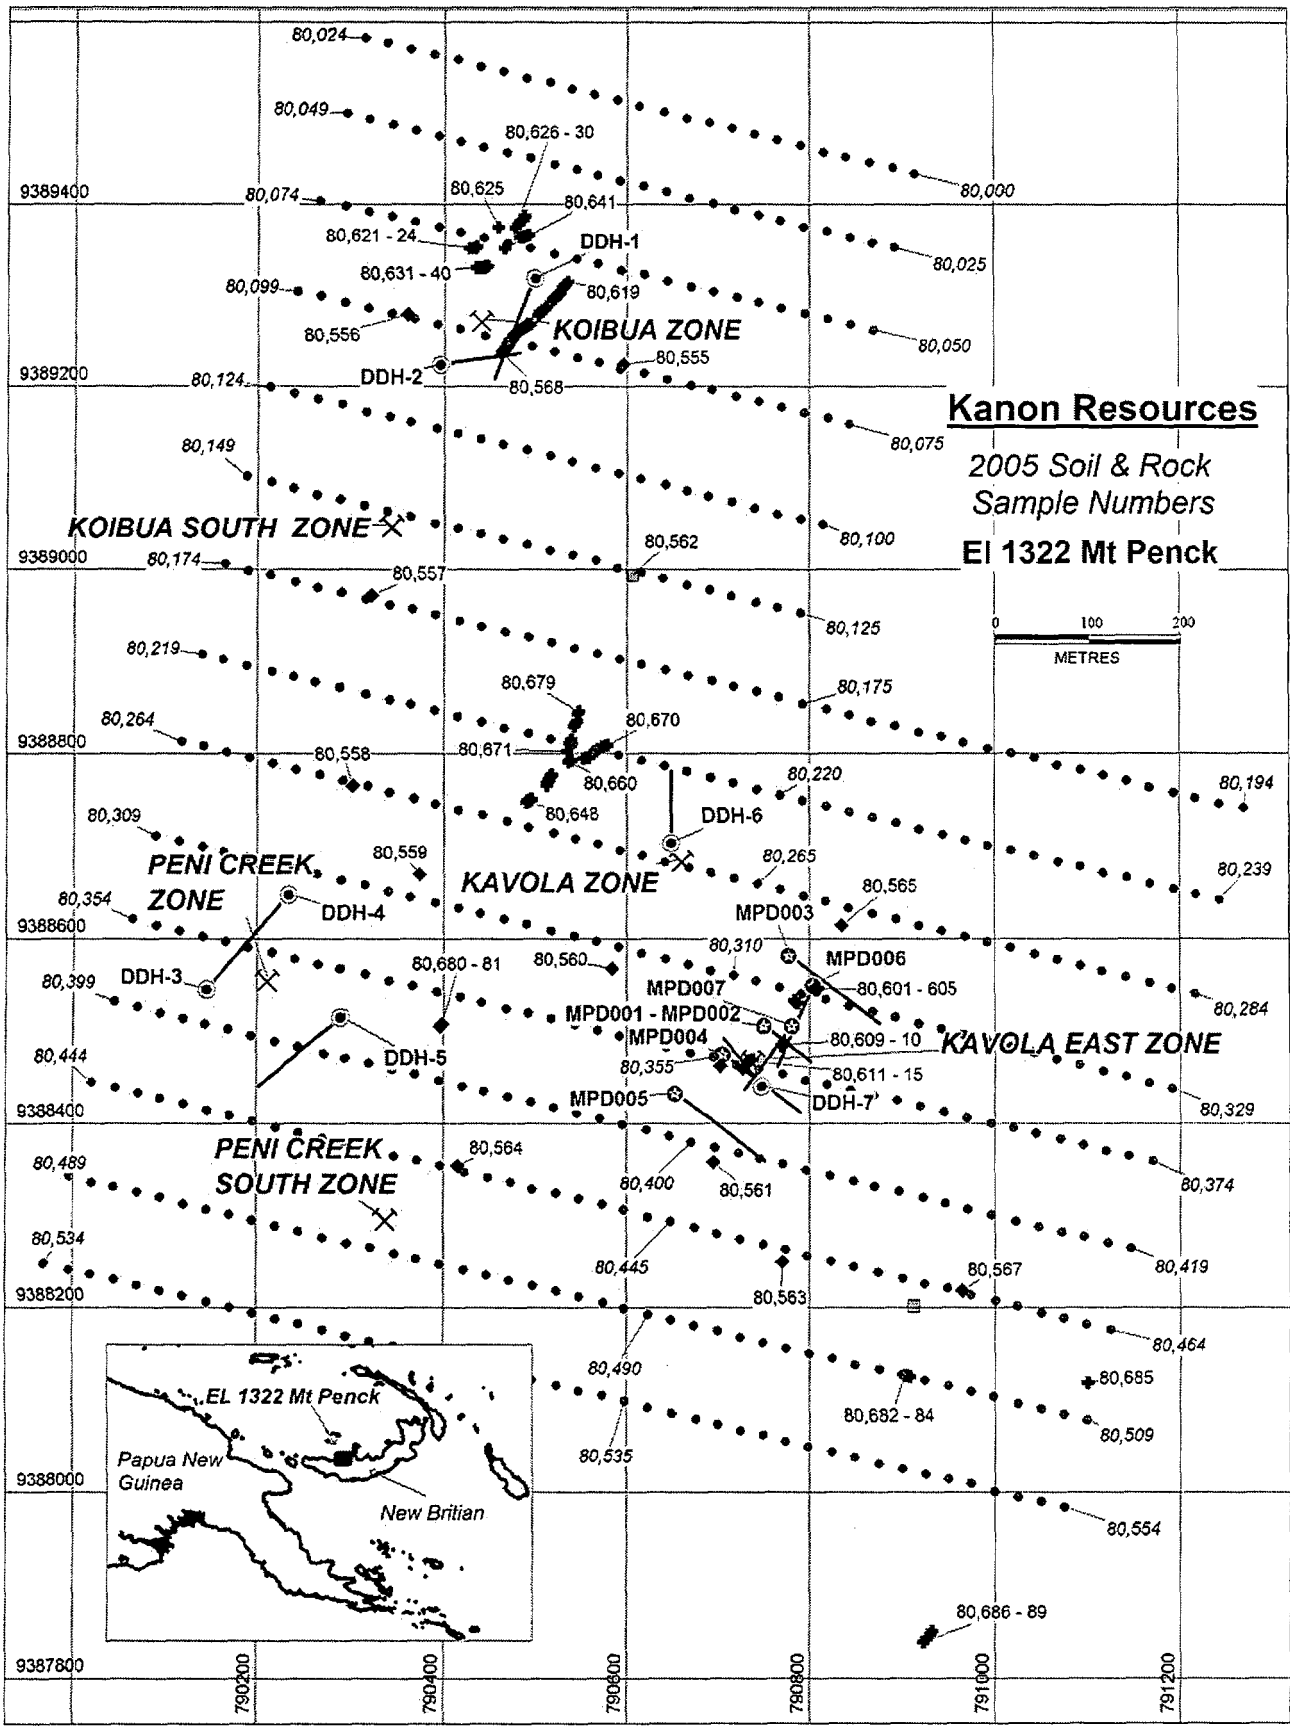 80,024
80,049
80,626 - 30
9389400
80,074
80,625
80,641
80,000
80,621 - 24
DDH-1
80,025
80,631 - 40
80,099
80,619
80,556
KOIBUA ZONE
80,050
80,555
9389200
80,124
DDH-2
80,568
Kanon Resources
80,075
80,149
2005 Soil & Rock
Sample Numbers
KOIBUA SOUTH ZONE
80,100
9389000
80,174
80,562
El 1322 Mt Penck
80,557
0 100 200
METRES
80,125
80,219
80,679
80,175
80,264
80,670
9388800
80,558
80,671
80,660
80,220
80,194
80,309
80,648
DDH-6
PENI CREEK
ZONE
80,559
KAVOLA ZONE
80,265
80,239
80,354
80,565
DDH-4
MPD003
9388600
80,310
DDH-3
80,680 - 81
80,560
MPD006
80,399
MPD007
80,601 - 605
80,284
MPD001 - MPD002
MPD004
80,609 - 10
KAVOLA EAST ZONE
80,444
DDH-5
80,355
80,611 - 15
MPD005
DDH-7
80,329
9388400
PENI CREEK
SOUTH ZONE
80,564
80,489
80,400
80,561
80,374
80,534
80,445
80,567
80,419
80,563
9388200
80,464
80,490
80,685
EL 1322 Mt Penck
80,682 - 84
80,509
Papua New
Guinea
80,535
9388000
New Britian
80,554
80,686 - 89
9387800
790200
790400
790600
790800
791000
791200